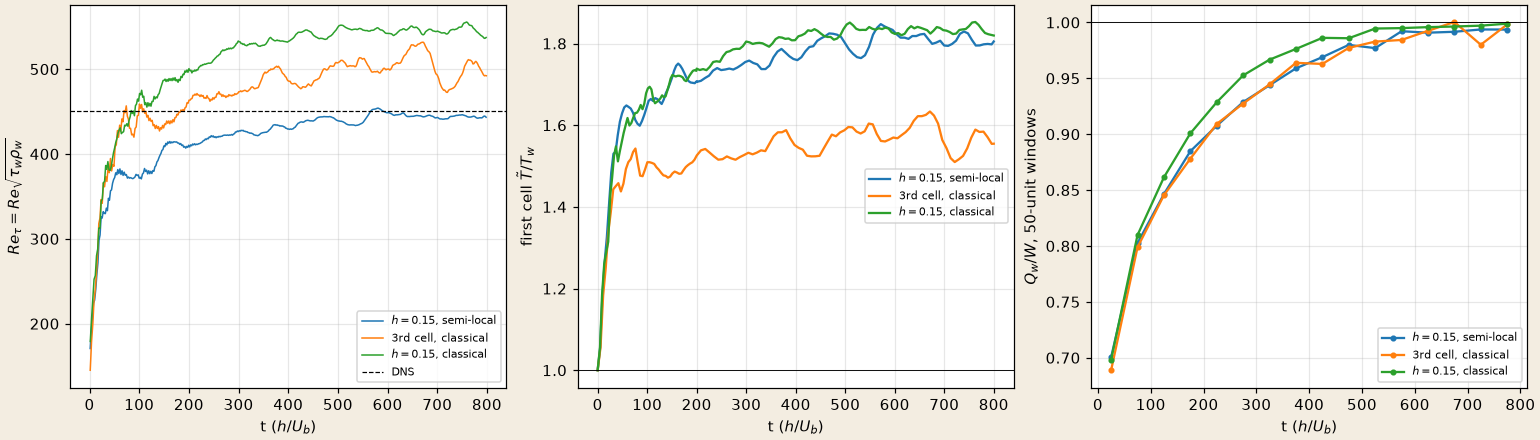 500
400
300
200
0 100 200 300 400 500 600 700 800
t (h/U_b)
Re_τ = Re√τ_wρ_w
h = 0.15, semi-local
3rd cell, classical
h = 0.15, classical
DNS
1.8
1.6
1.4
1.2
1.0
0 100 200 300 400 500 600 700 800
t (h/U_b)
first cell T̃/T_w
h = 0.15, semi-local
3rd cell, classical
h = 0.15, classical
1.00
0.95
0.90
0.85
0.80
0.75
0.70
0 100 200 300 400 500 600 700 800
t (h/U_b)
Q_w/W, 50-unit windows
h = 0.15, semi-local
3rd cell, classical
h = 0.15, classical